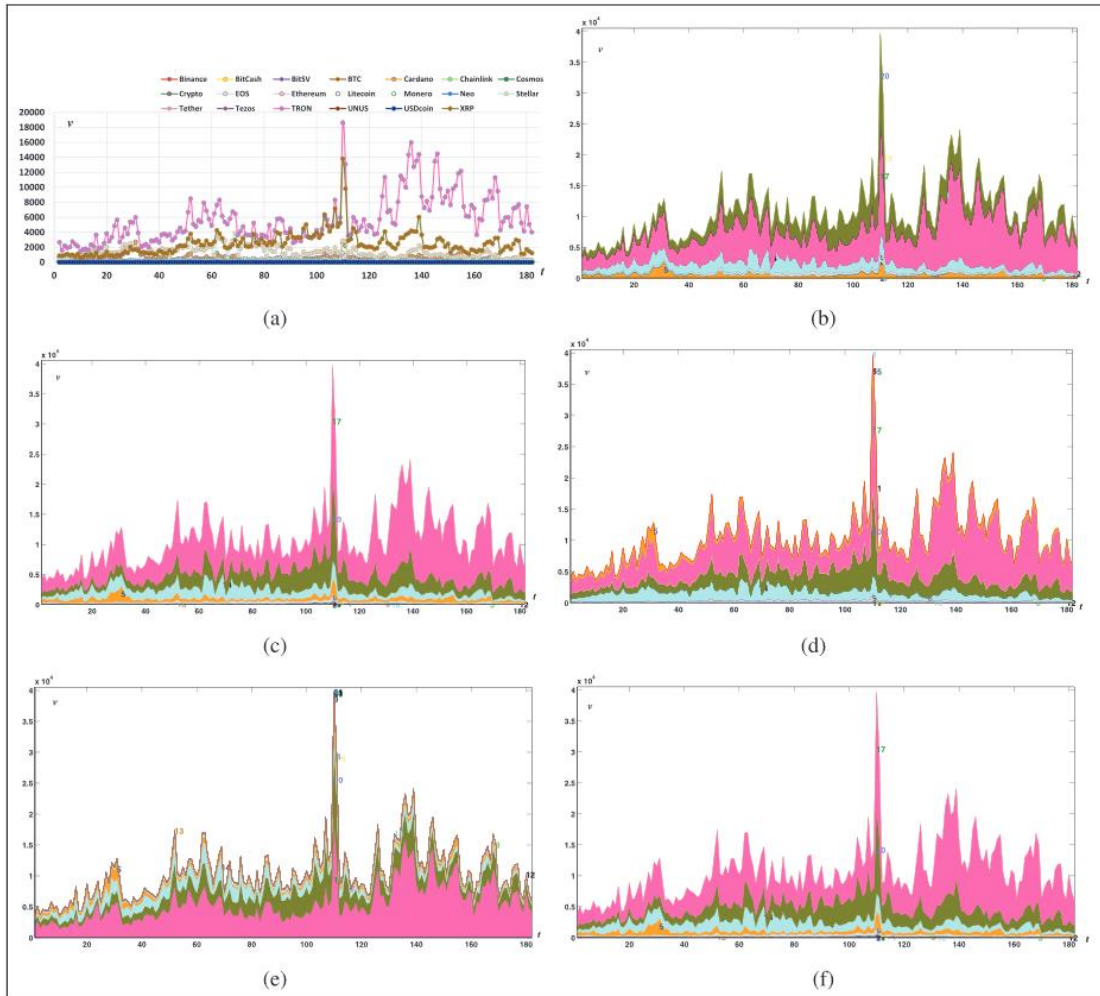 Binance BitCash BitSV BTC Cardano Chainlink Cosmos
Crypto EOS Ethereum Litecoin Monero Neo Stellar
Tether Tezos TRON UNUS USDcoin XRP
20000
v
18000
16000
14000
12000
10000
8000
6000
4000
2000
0
0 20 40 60 80 100 120 140 160 180 t
(a)
x 10⁴
4
v
3.5
3
2.5
2
1.5
1
0.5
0
20
17
5
20 40 60 80 100 120 140 160 180 t
(b)
x 10⁴
4
v
3.5
3
2.5
2
1.5
1
0.5
0
17
5
20 40 60 80 100 120 140 160 180 t
(c)
x 10⁴
4
v
3.5
3
2.5
2
1.5
1
0.5
0
17
1
5
20 40 60 80 100 120 140 160 180 t
(d)
x 10⁴
4
v
3.5
3
2.5
2
1.5
1
0.5
0
13
12
20 40 60 80 100 120 140 160 180 t
(e)
x 10⁴
4
v
3.5
3
2.5
2
1.5
1
0.5
0
17
5
20 40 60 80 100 120 140 160 180 t
(f)